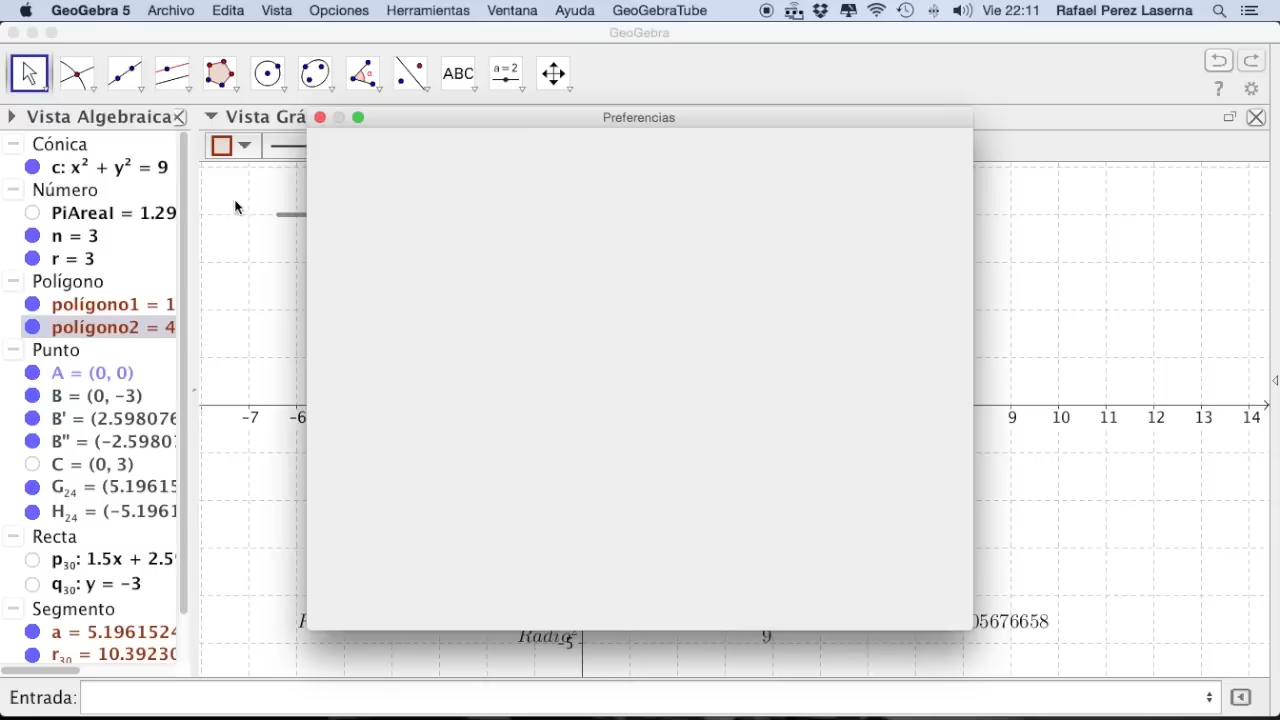 GeoGebra 5 Archivo Edita Vista Opciones Herramientas Ventana Ayuda GeoGebraTube Vie 22:11 Rafael Perez Laserna
GeoGebra
ABC
a=2
?
Vista Algebraica
Vista Grá
Preferencias
Cónica
c: x² + y² = 9
Número
PiAreal = 1.29
n = 3
r = 3
Polígono
polígono1 = 1
polígono2 = 4
Punto
A = (0, 0)
B = (0, -3)
B' = (2.598076
B" = (-2.5980
C = (0, 3)
G₂₄ = (5.19615
H₂₄ = (-5.1961
Recta
p₃₀: 1.5x + 2.5
q₃₀: y = -3
Segmento
a = 5.1961524
r₃₀ = 10.39230
-7 -6 9 10 11 12 13 14
05676658
Radio² 9
-5
Entrada: